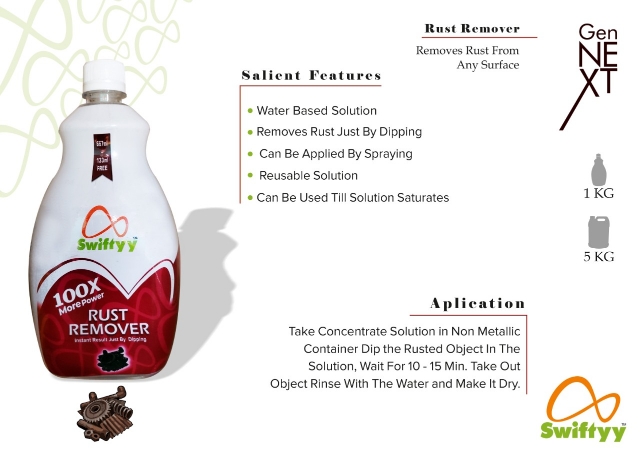 Rust Remover
Removes Rust From
Any Surface
Gen
NE
XT
Salient Features
Water Based Solution
Removes Rust Just By Dipping
Can Be Applied By Spraying
Reusable Solution
Can Be Used Till Solution Saturates
1 KG
5 KG
667ml
133ml
FREE
Swiftyy
100X
More Power
RUST
REMOVER
Instant Result Just By Dipping
Aplication
Take Concentrate Solution in Non Metallic
Container Dip the Rusted Object In The
Solution, Wait For 10 - 15 Min. Take Out
Object Rinse With The Water and Make It Dry.
Swiftyy